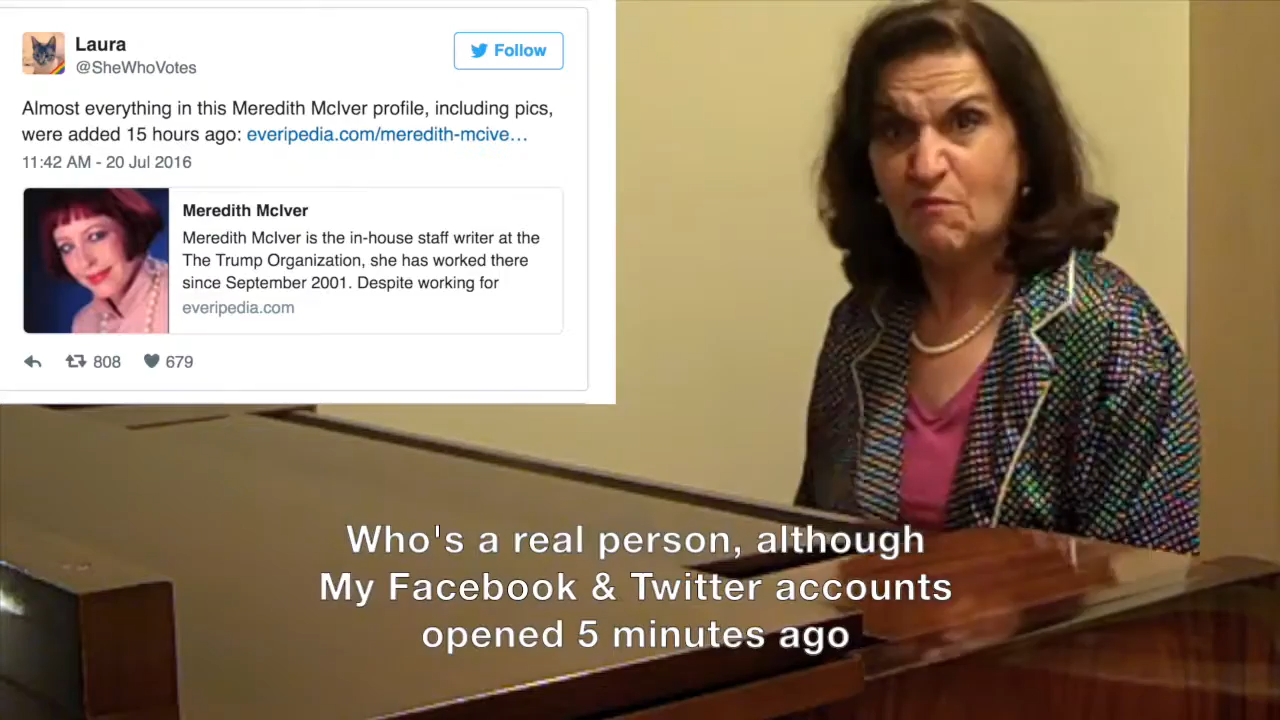 Laura
@SheWhoVotes
Follow
Almost everything in this Meredith McIver profile, including pics,
were added 15 hours ago: everipedia.com/meredith-mcive…
11:42 AM - 20 Jul 2016
Meredith McIver
Meredith McIver is the in-house staff writer at the
The Trump Organization, she has worked there
since September 2001. Despite working for
everipedia.com
808 679
Who's a real person, although
My Facebook & Twitter accounts
opened 5 minutes ago